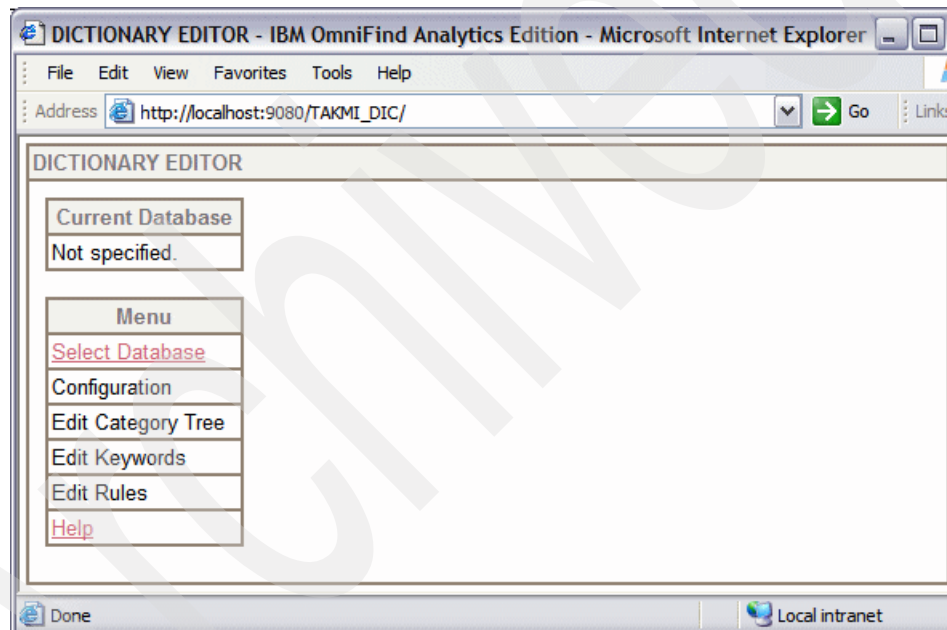 DICTIONARY EDITOR - IBM OmniFind Analytics Edition - Microsoft Internet Explorer
File Edit View Favorites Tools Help
Address http://localhost:9080/TAKMI_DIC/ Go Links
DICTIONARY EDITOR
Current Database
Not specified.
Menu
Select Database
Configuration
Edit Category Tree
Edit Keywords
Edit Rules
Help
Done Local intranet